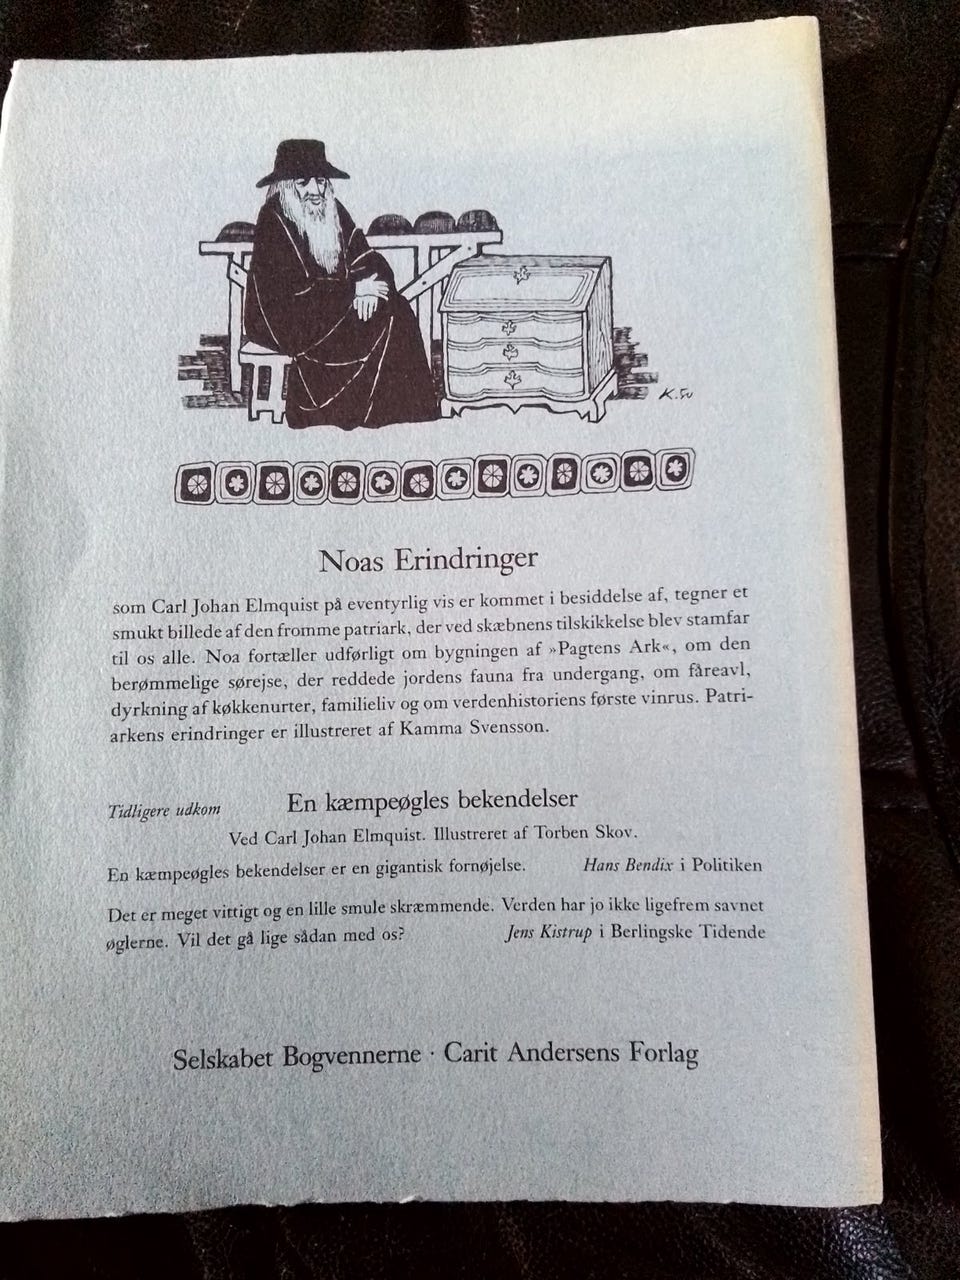 K. Sv
Noas Erindringer
som Carl Johan Elmquist på eventyrlig vis er kommet i besiddelse af, tegner et
smukt billede af den fromme patriark, der ved skæbnens tilskikkelse blev stamfar
til os alle. Noa fortæller udførligt om bygningen af »Pagtens Ark«, om den
berømmelige sørejse, der reddede jordens fauna fra undergang, om fåreavl,
dyrkning af køkkenurter, familieliv og om verdenhistoriens første vinrus. Patri-
arkens erindringer er illustreret af Kamma Svensson.
Tidligere udkom En kæmpeøgles bekendelser
Ved Carl Johan Elmquist. Illustreret af Torben Skov.
En kæmpeøgles bekendelser er en gigantisk fornøjelse. Hans Bendix i Politiken
Det er meget vittigt og en lille smule skræmmende. Verden har jo ikke ligefrem savnet
øglerne. Vil det gå lige sådan med os? Jens Kistrup i Berlingske Tidende
Selskabet Bogvennerne · Carit Andersens Forlag